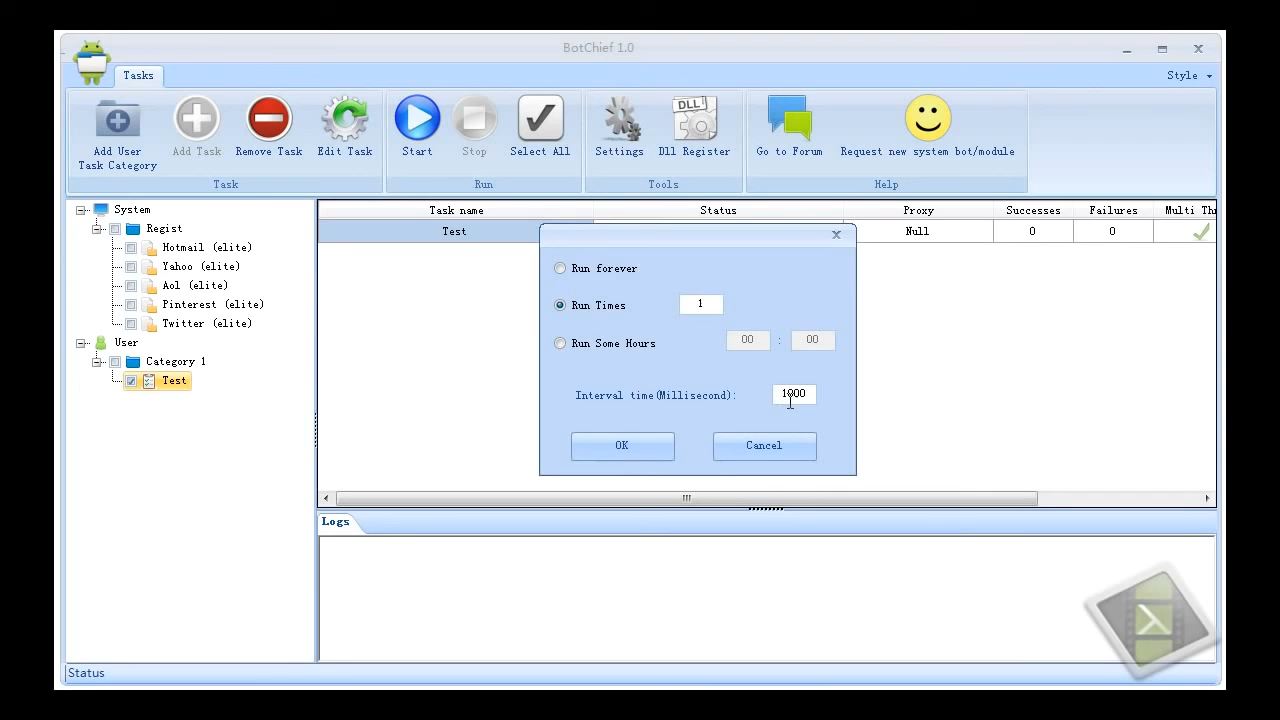 BotChief 1.0
Tasks
Style
Add User
Task Category
Add Task
Remove Task
Edit Task
Start
Stop
Select All
Settings
DLL
Dll Register
Go to Forum
Request new system bot/module
Task
Run
Tools
Help
System
Regist
Hotmail (elite)
Yahoo (elite)
Aol (elite)
Pinterest (elite)
Twitter (elite)
User
Category 1
Test
Task name
Status
Proxy
Successes
Failures
Multi Thr
Test
Null
0
0
Run forever
Run Times
1
Run Some Hours
00 : 00
Interval time(Millisecond):
1000
OK
Cancel
Logs
Status